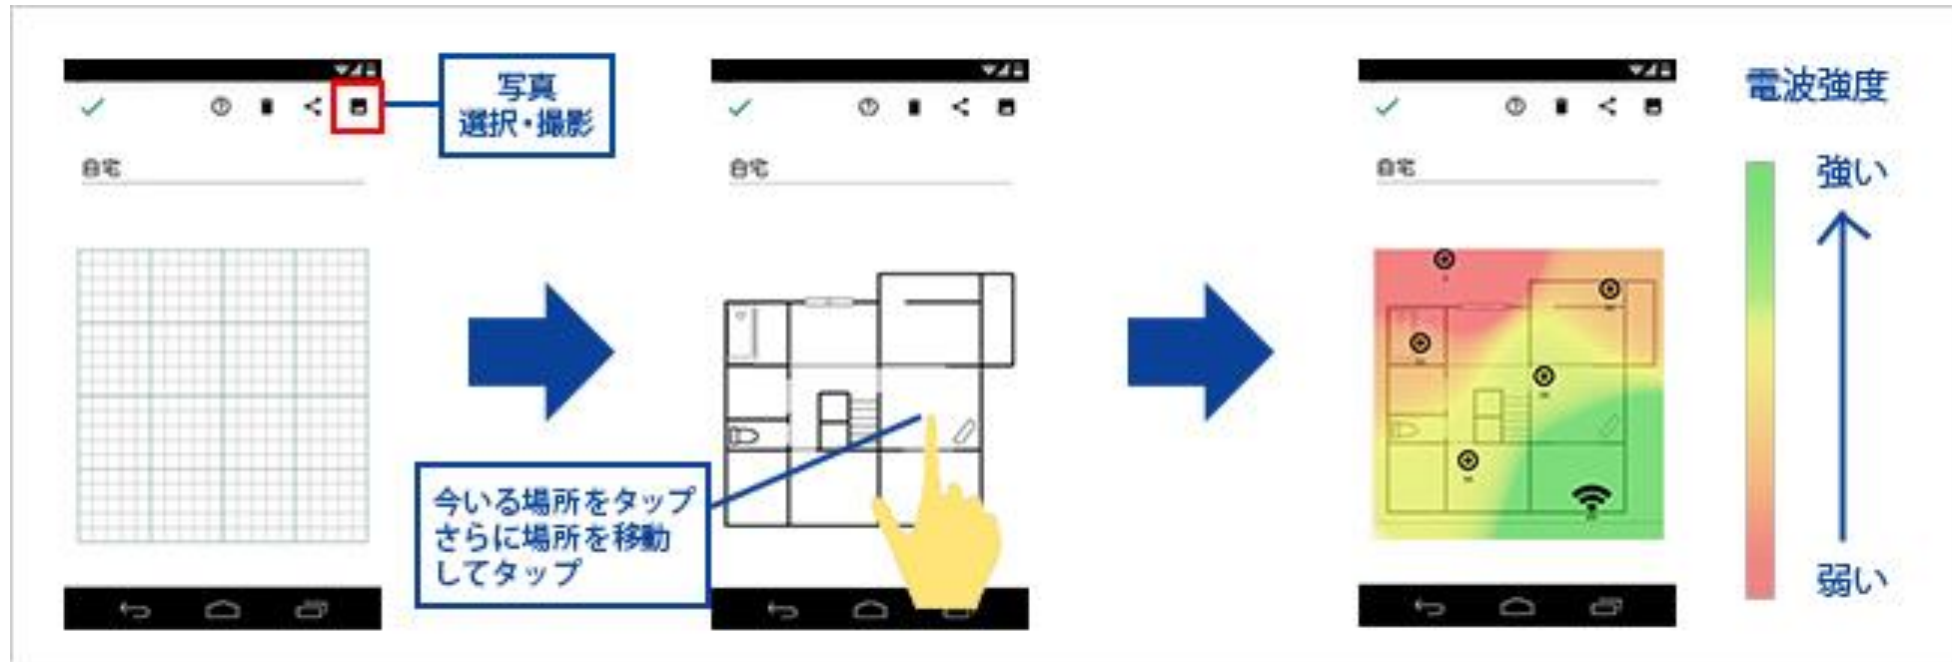 写真
選択・撮影
自宅
今いる場所をタップ
さらに場所を移動
してタップ
自宅
自宅
電波強度
強い
弱い